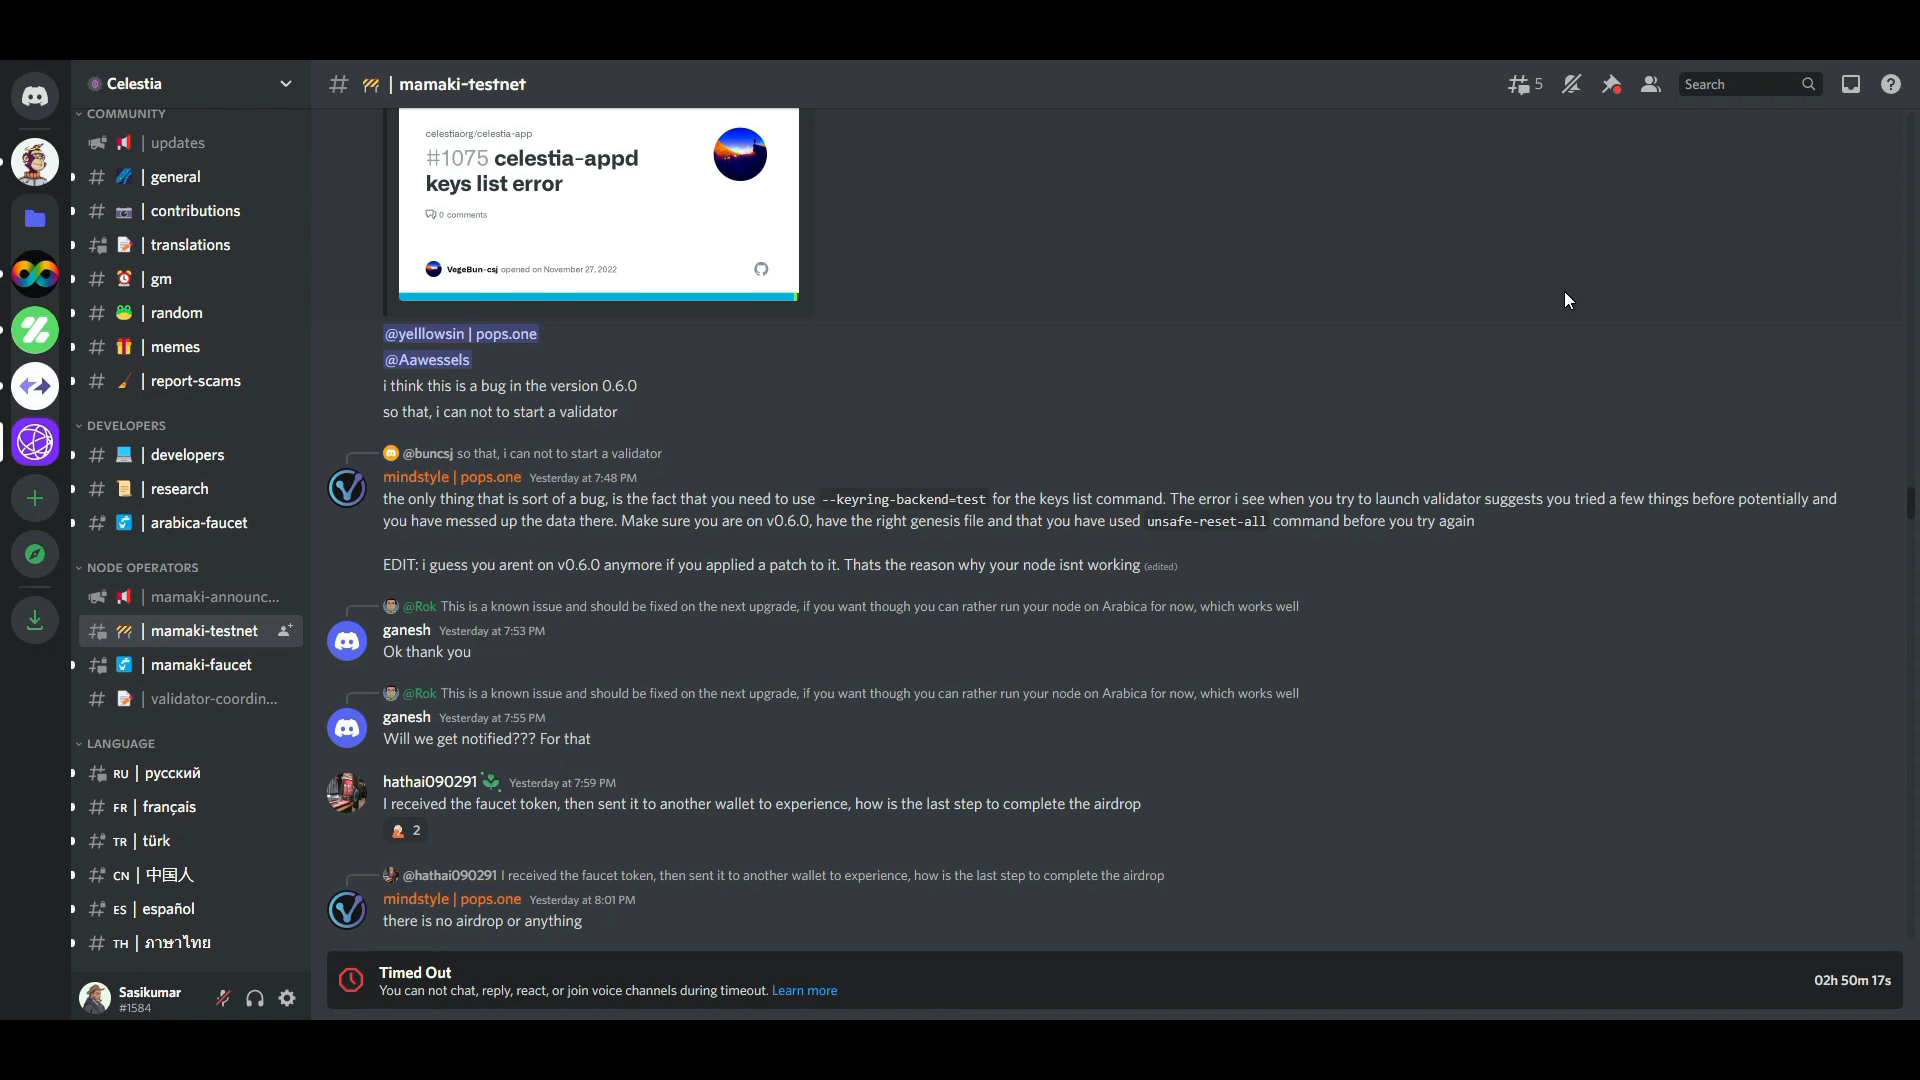 Celestia
COMMUNITY
| updates
| general
| contributions
| translations
| gm
| random
| memes
| report-scams
DEVELOPERS
| developers
| research
| arabica-faucet
NODE OPERATORS
| mamaki-announc...
| mamaki-testnet
| mamaki-faucet
| validator-coordin...
LANGUAGE
RU | русский
FR | français
TR | türk
CN | 中国人
ES | español
TH | ภาษาไทย
Sasikumar
#1584
# | mamaki-testnet
5
Search
celestiaorg/celestia-app
#1075 celestia-appd
keys list error
0 comments
VegeBun-csj opened on November 27, 2022
@yelllowsin | pops.one
@Aawessels
i think this is a bug in the version 0.6.0
so that, i can not to start a validator
@buncsj so that, i can not to start a validator
mindstyle | pops.one Yesterday at 7:48 PM
the only thing that is sort of a bug, is the fact that you need to use --keyring-backend=test for the keys list command. The error i see when you try to launch validator suggests you tried a few things before potentially and
you have messed up the data there. Make sure you are on v0.6.0, have the right genesis file and that you have used unsafe-reset-all command before you try again
EDIT: i guess you arent on v0.6.0 anymore if you applied a patch to it. Thats the reason why your node isnt working (edited)
@Rok This is a known issue and should be fixed on the next upgrade, if you want though you can rather run your node on Arabica for now, which works well
ganesh Yesterday at 7:53 PM
Ok thank you
@Rok This is a known issue and should be fixed on the next upgrade, if you want though you can rather run your node on Arabica for now, which works well
ganesh Yesterday at 7:55 PM
Will we get notified??? For that
hathai090291 Yesterday at 7:59 PM
I received the faucet token, then sent it to another wallet to experience, how is the last step to complete the airdrop
2
@hathai090291 I received the faucet token, then sent it to another wallet to experience, how is the last step to complete the airdrop
mindstyle | pops.one Yesterday at 8:01 PM
there is no airdrop or anything
Timed Out
You can not chat, reply, react, or join voice channels during timeout. Learn more
02h 50m 17s